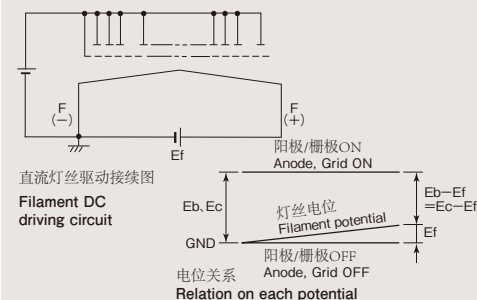 F
(−)
F
(+)
Ef
直流灯丝驱动接续图
Filament DC
driving circuit
阳极/栅极ON
Anode, Grid ON
Eb、Ec
灯丝电位
Filament potential
Eb−Ef
=Ec−Ef
Ef
GND
阳极/栅极OFF
Anode, Grid OFF
电位关系
Relation on each potential